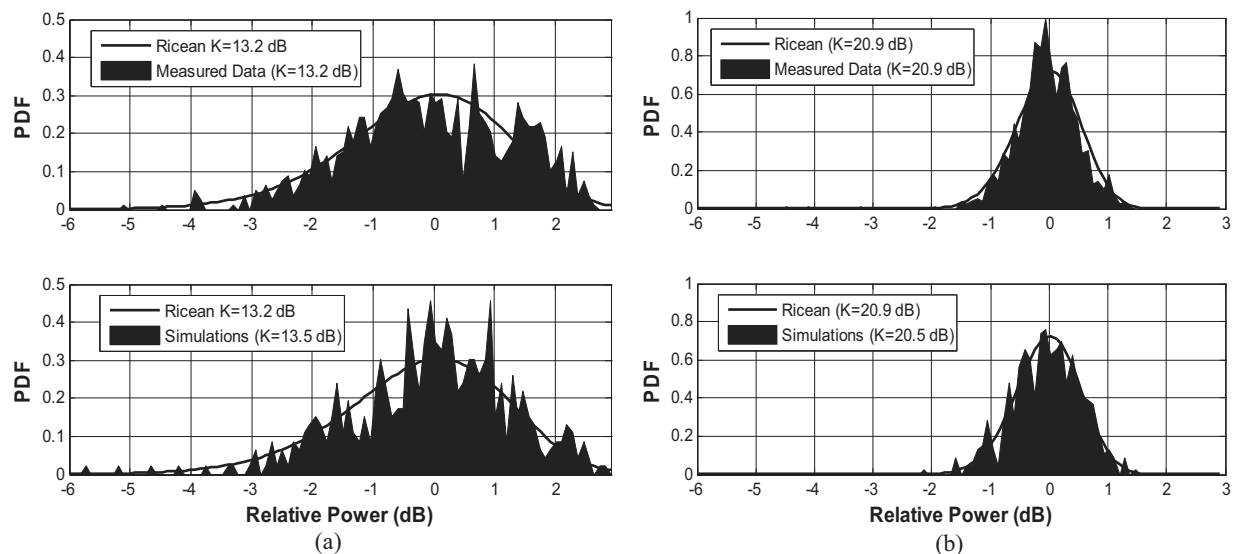 0.5
0.4
0.3
0.2
0.1
0
PDF
Ricean K=13.2 dB
Measured Data (K=13.2 dB)
-6 -5 -4 -3 -2 -1 0 1 2
1
0.8
0.6
0.4
0.2
0
PDF
Ricean (K=20.9 dB)
Measured Data (K=20.9 dB)
-6 -5 -4 -3 -2 -1 0 1 2 3
0.5
0.4
0.3
0.2
0.1
0
PDF
Ricean K=13.2 dB
Simulations (K=13.5 dB)
-6 -5 -4 -3 -2 -1 0 1 2
Relative Power (dB)
(a)
1
0.8
0.6
0.4
0.2
0
PDF
Ricean (K=20.9 dB)
Simulations (K=20.5 dB)
-6 -5 -4 -3 -2 -1 0 1 2 3
Relative Power (dB)
(b)